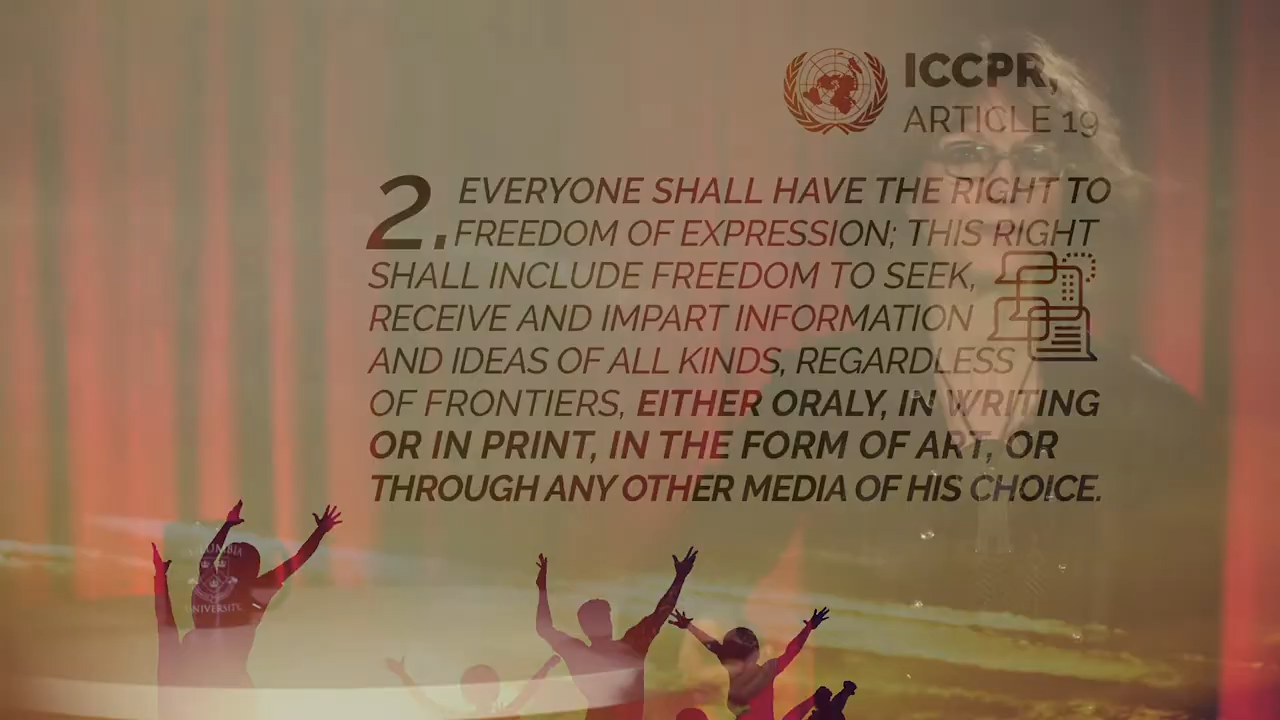 ICCPR,
ARTICLE 19
2. EVERYONE SHALL HAVE THE RIGHT TO
FREEDOM OF EXPRESSION; THIS RIGHT
SHALL INCLUDE FREEDOM TO SEEK,
RECEIVE AND IMPART INFORMATION
AND IDEAS OF ALL KINDS, REGARDLESS
OF FRONTIERS, EITHER ORALY, IN WRITING
OR IN PRINT, IN THE FORM OF ART, OR
THROUGH ANY OTHER MEDIA OF HIS CHOICE.